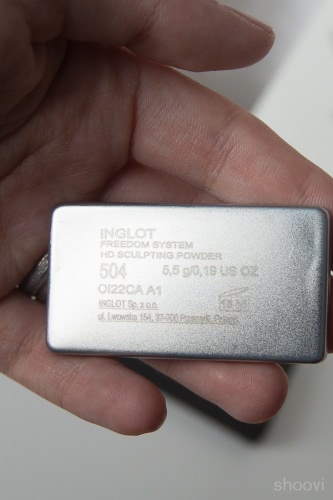 INGLOT
FREEDOM SYSTEM
HD SCULPTING POWDER
504 5,5 g/0,19 US OZ
OI22CA A1
INGLOT Sp. z o.o.
ul. Lwowska 154, 37-700 Przemyśl, Poland
shoovi